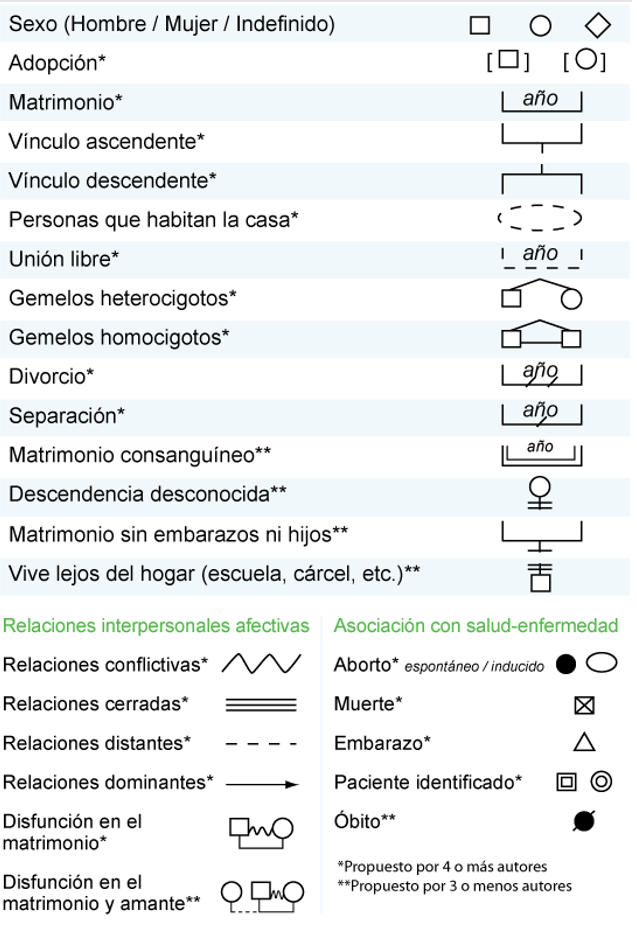 Sexo (Hombre / Mujer / Indefinido)
Adopción*
[ ] [ ]
Matrimonio* año
Vínculo ascendente*
Vínculo descendente*
Personas que habitan la casa*
Unión libre* año
Gemelos heterocigotos*
Gemelos homocigotos*
Divorcio* año
Separación* año
Matrimonio consanguíneo** año
Descendencia desconocida**
Matrimonio sin embarazos ni hijos**
Vive lejos del hogar (escuela, cárcel, etc.)**
Relaciones interpersonales afectivas
Relaciones conflictivas*
Relaciones cerradas*
Relaciones distantes*
Relaciones dominantes*
Disfunción en el
matrimonio*
Disfunción en el
matrimonio y amante**
Asociación con salud-enfermedad
Aborto* espontáneo / inducido
Muerte*
Embarazo*
Paciente identificado*
Óbito**
*Propuesto por 4 o más autores
**Propuesto por 3 o menos autores